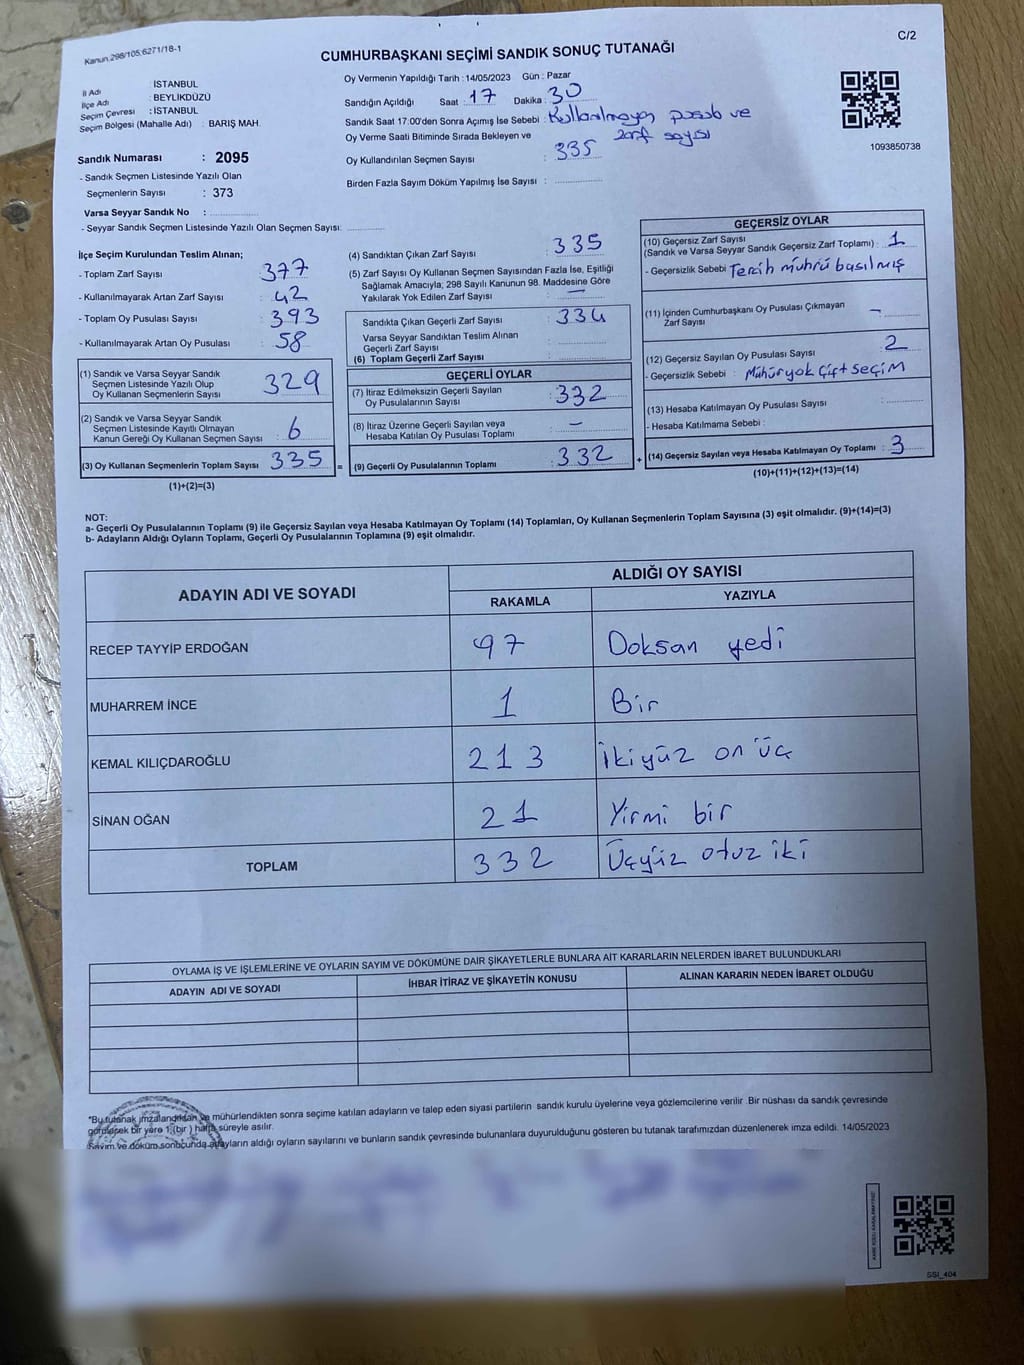 Kanun.298/105;6271/18-1
C/2
CUMHURBAŞKANI SEÇİMİ SANDIK SONUÇ TUTANAĞI
İl Adı : İSTANBUL
İlçe Adı : BEYLİKDÜZÜ
Seçim Çevresi : İSTANBUL
Seçim Bölgesi (Mahalle Adı) : BARIŞ MAH.
Sandık Numarası : 2095
- Sandık Seçmen Listesinde Yazılı Olan
Seçmenlerin Sayısı : 373
Varsa Seyyar Sandık No :
- Seyyar Sandık Seçmen Listesinde Yazılı Olan Seçmen Sayısı:
Oy Vermenin Yapıldığı Tarih : 14/05/2023 Gün : Pazar
Sandığın Açıldığı Saat : 17 Dakika : 30
Sandık Saat 17:00'den Sonra Açımış İse Sebebi : Kullanılmayan pusula ve
zarf sayısı
Oy Verme Saati Bitiminde Sırada Bekleyen ve
Oy Kullandırılan Seçmen Sayısı : 335
Birden Fazla Sayım Döküm Yapılmış İse Sayısı :
1093850738
İlçe Seçim Kurulundan Teslim Alınan;
- Toplam Zarf Sayısı : 377
- Kullanılmayarak Artan Zarf Sayısı : 42
- Toplam Oy Pusulası Sayısı : 393
- Kullanılmayarak Artan Oy Pusulası : 58
(1) Sandık ve Varsa Seyyar Sandık
Seçmen Listesinde Yazılı Olup
Oy Kullanan Seçmenlerin Sayısı : 329
(2) Sandık ve Varsa Seyyar Sandık
Seçmen Listesinde Kayıtlı Olmayan
Kanun Gereği Oy Kullanan Seçmen Sayısı : 6
(3) Oy Kullanan Seçmenlerin Toplam Sayısı : 335
(1)+(2)=(3)
(4) Sandıktan Çıkan Zarf Sayısı : 335
(5) Zarf Sayısı Oy Kullanan Seçmen Sayısından Fazla İse, Eşitliği
Sağlamak Amacıyla; 298 Sayılı Kanunun 98. Maddesine Göre
Yakılarak Yok Edilen Zarf Sayısı : —
Sandıkta Çıkan Geçerli Zarf Sayısı : 334
Varsa Seyyar Sandıktan Teslim Alınan
Geçerli Zarf Sayısı :
(6) Toplam Geçerli Zarf Sayısı :
GEÇERLİ OYLAR
(7) İtiraz Edilmeksizin Geçerli Sayılan
Oy Pusulalarının Sayısı : 332
(8) İtiraz Üzerine Geçerli Sayılan veya
Hesaba Katılan Oy Pusulası Toplamı : —
= (9) Geçerli Oy Pusulalarının Toplamı : 332
GEÇERSİZ OYLAR
(10) Geçersiz Zarf Sayısı
(Sandık ve Varsa Seyyar Sandık Geçersiz Zarf Toplamı) : 1
- Geçersizlik Sebebi : Tercih mührü basılmış
(11) İçinden Cumhurbaşkanı Oy Pusulası Çıkmayan
Zarf Sayısı : —
(12) Geçersiz Sayılan Oy Pusulası Sayısı : 2
- Geçersizlik Sebebi : Mühür yok çift seçim
(13) Hesaba Katılmayan Oy Pusulası Sayısı :
- Hesaba Katılmama Sebebi :
+ (14) Geçersiz Sayılan veya Hesaba Katılmayan Oy Toplamı : 3
(10)+(11)+(12)+(13)=(14)
NOT:
a- Geçerli Oy Pusulalarının Toplamı (9) ile Geçersiz Sayılan veya Hesaba Katılmayan Oy Toplamı (14) Toplamları, Oy Kullanan Seçmenlerin Toplam Sayısına (3) eşit olmalıdır. (9)+(14)=(3)
b- Adayların Aldığı Oyların Toplamı, Geçerli Oy Pusulalarının Toplamına (9) eşit olmalıdır.
ADAYIN ADI VE SOYADI ALDIĞI OY SAYISI
RAKAMLA YAZIYLA
RECEP TAYYİP ERDOĞAN 97 Doksan yedi
MUHARREM İNCE 1 Bir
KEMAL KILIÇDAROĞLU 213 İkiyüz on üç
SİNAN OĞAN 21 Yirmi bir
TOPLAM 332 Üçyüz otuz iki
OYLAMA İŞ VE İŞLEMLERİNE VE OYLARIN SAYIM VE DÖKÜMÜNE DAİR ŞİKAYETLERLE BUNLARA AİT KARARLARIN NELERDEN İBARET BULUNDUKLARI
ADAYIN ADI VE SOYADI İHBAR İTİRAZ VE ŞİKAYETİN KONUSU ALINAN KARARIN NEDEN İBARET OLDUĞU
*Bu tutanak imzalandıktan ve mühürlendikten sonra seçime katılan adayların ve talep eden siyasi partilerin sandık kurulu üyelerine veya gözlemcilerine verilir .Bir nüshası da sandık çevresinde
görülecek bir yere 1 (bir ) hafta süreyle asılır.
Sayım ve döküm sonucunda adayların aldığı oyların sayılarını ve bunların sandık çevresinde bulunanlara duyurulduğunu gösteren bu tutanak tarafımızdan düzenlenerek imza edildi. 14/05/2023
SSI_404